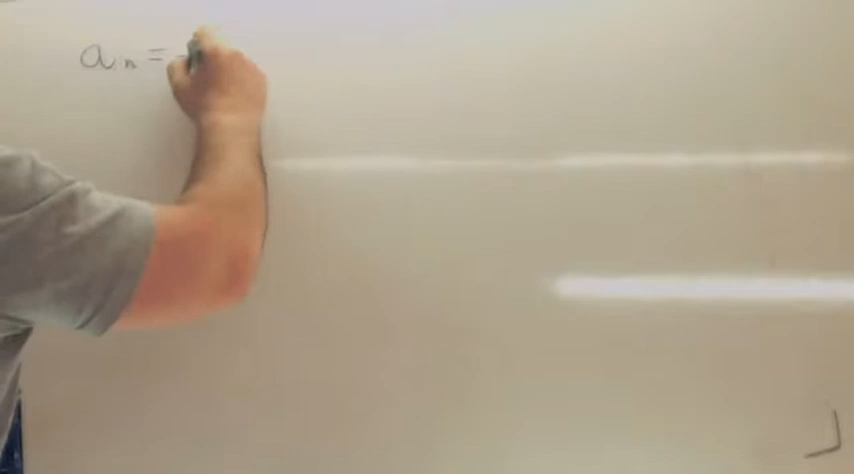 aₙ =